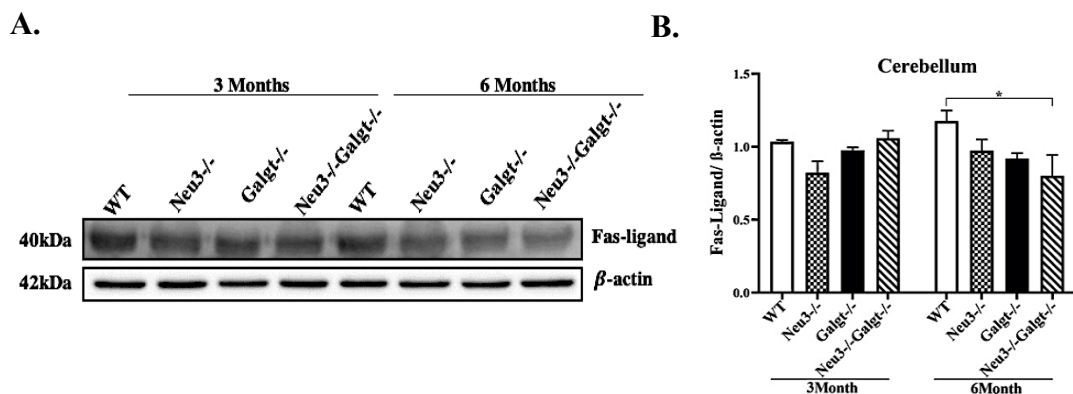 A.
3 Months 6 Months
WT Neu3-/- Galgt-/- Neu3-/-Galgt-/- WT Neu3-/- Galgt-/- Neu3-/-Galgt-/-
40kDa Fas-ligand
42kDa β-actin
B.
Cerebellum
Fas-Ligand/ ß-actin
1.5
1.0
0.5
0.0
*
WT Neu3-/- Galgt-/- Neu3-/-Galgt-/- WT Neu3-/- Galgt-/- Neu3-/-Galgt-/-
3Month 6Month